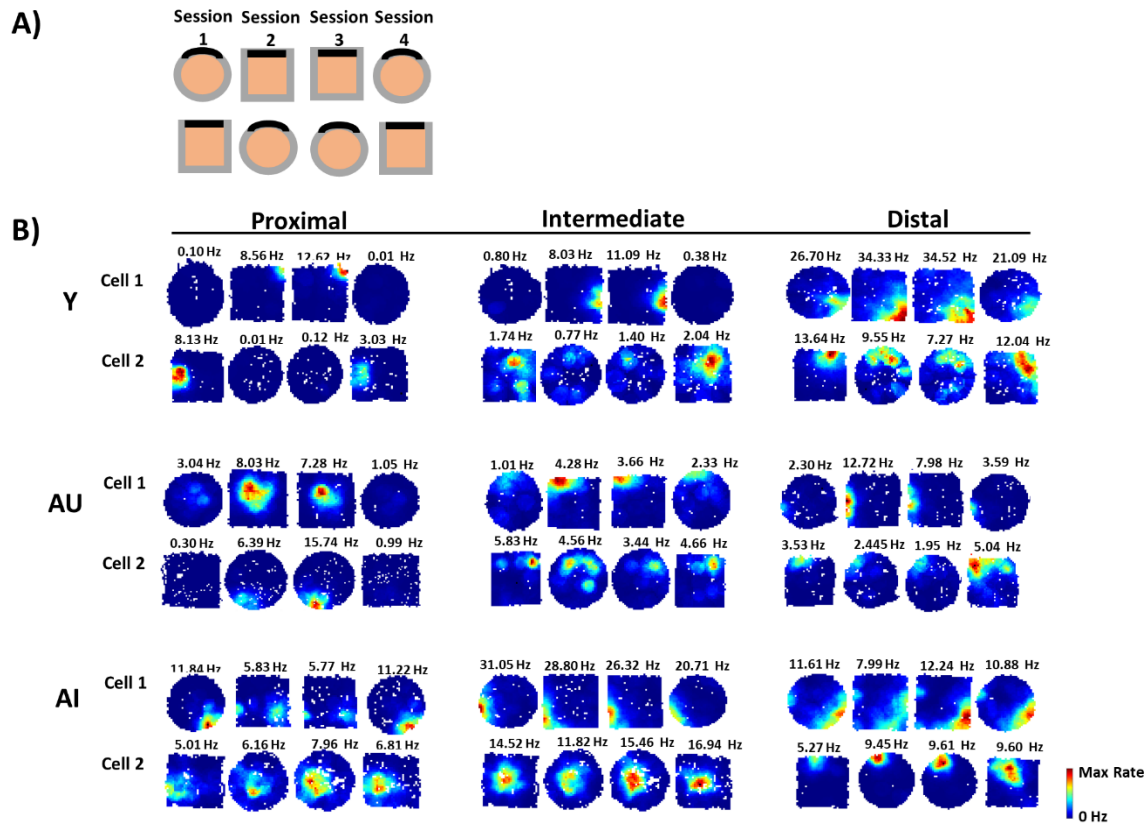 A)
Session 1 Session 2 Session 3 Session 4
B)
Proximal Intermediate Distal
Y
Cell 1
0.10 Hz 8.56 Hz 12.62 Hz 0.01 Hz 0.80 Hz 8.03 Hz 11.09 Hz 0.38 Hz 26.70 Hz 34.33 Hz 34.52 Hz 21.09 Hz
Cell 2
8.13 Hz 0.01 Hz 0.12 Hz 3.03 Hz 1.74 Hz 0.77 Hz 1.40 Hz 2.04 Hz 13.64 Hz 9.55 Hz 7.27 Hz 12.04 Hz
AU
Cell 1
3.04 Hz 8.03 Hz 7.28 Hz 1.05 Hz 1.01 Hz 4.28 Hz 3.66 Hz 2.33 Hz 2.30 Hz 12.72 Hz 7.98 Hz 3.59 Hz
Cell 2
0.30 Hz 6.39 Hz 15.74 Hz 0.99 Hz 5.83 Hz 4.56 Hz 3.44 Hz 4.66 Hz 3.53 Hz 2.445 Hz 1.95 Hz 5.04 Hz
AI
Cell 1
11.84 Hz 5.83 Hz 5.77 Hz 11.22 Hz 31.05 Hz 28.80 Hz 26.32 Hz 20.71 Hz 11.61 Hz 7.99 Hz 12.24 Hz 10.88 Hz
Cell 2
5.01 Hz 6.16 Hz 7.96 Hz 6.81 Hz 14.52 Hz 11.82 Hz 15.46 Hz 16.94 Hz 5.27 Hz 9.45 Hz 9.61 Hz 9.60 Hz
Max Rate
0 Hz